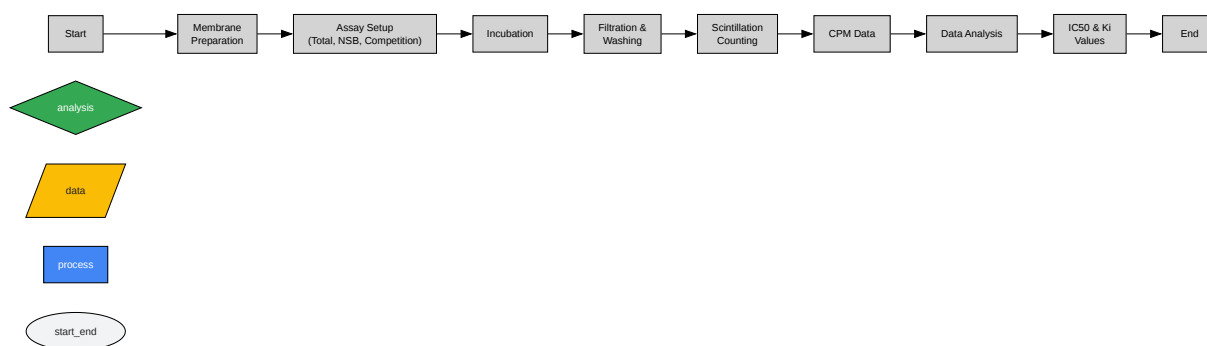 Start
Membrane
Preparation
Assay Setup
(Total, NSB, Competition)
Incubation
Filtration &
Washing
Scintillation
Counting
CPM Data
Data Analysis
IC50 & Ki
Values
End
analysis
data
process
start_end